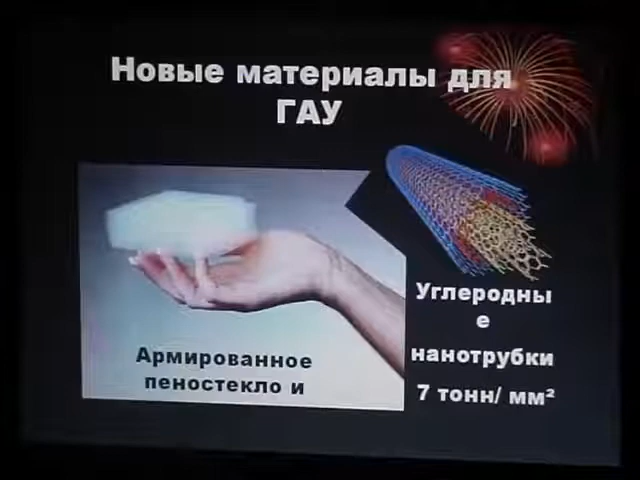 Новые материалы для
ГАУ
Армированное
пеностекло и
Углеродны
е
нанотрубки
7 тонн/ мм²